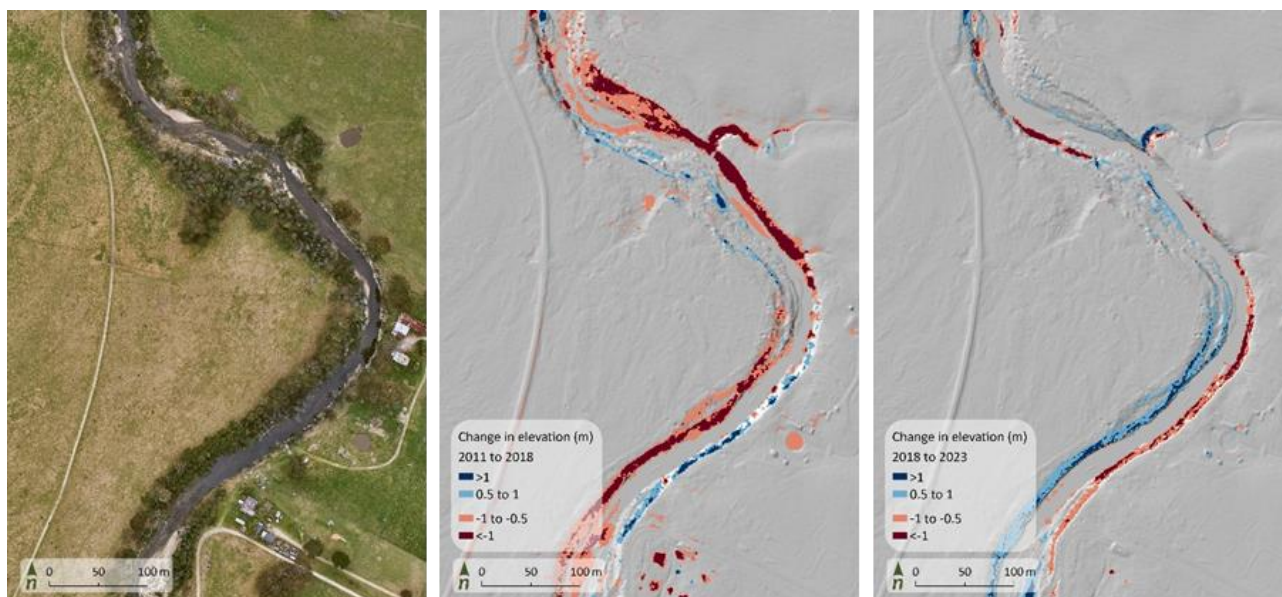 n
0 50 100 m
Change in elevation (m)
2011 to 2018
>1
0.5 to 1
-1 to -0.5
<-1
n
0 50 100 m
Change in elevation (m)
2018 to 2023
>1
0.5 to 1
-1 to -0.5
<-1
n
0 50 100 m